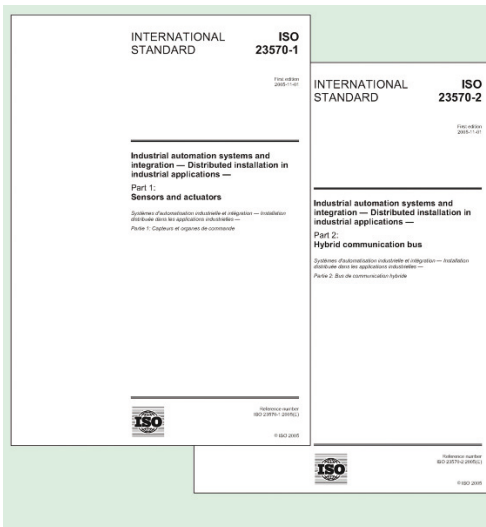 INTERNATIONAL
STANDARD
ISO
23570-1
First edition
2005-11-01
Industrial automation systems and
integration — Distributed installation in
industrial applications —
Part 1:
Sensors and actuators
Systèmes d'automatisation industrielle et intégration — Installation
distribuée dans les applications industrielles —
Partie 1: Capteurs et organes de commande
ISO
Reference number
ISO 23570-1:2005(E)
© ISO 2005
INTERNATIONAL
STANDARD
ISO
23570-2
First edition
2005-11-01
Industrial automation systems and
integration — Distributed installation in
industrial applications —
Part 2:
Hybrid communication bus
Systèmes d'automatisation industrielle et intégration — Installation
distribuée dans les applications industrielles —
Partie 2: Bus de communication hybride
ISO
Reference number
ISO 23570-2:2005(E)
© ISO 2005